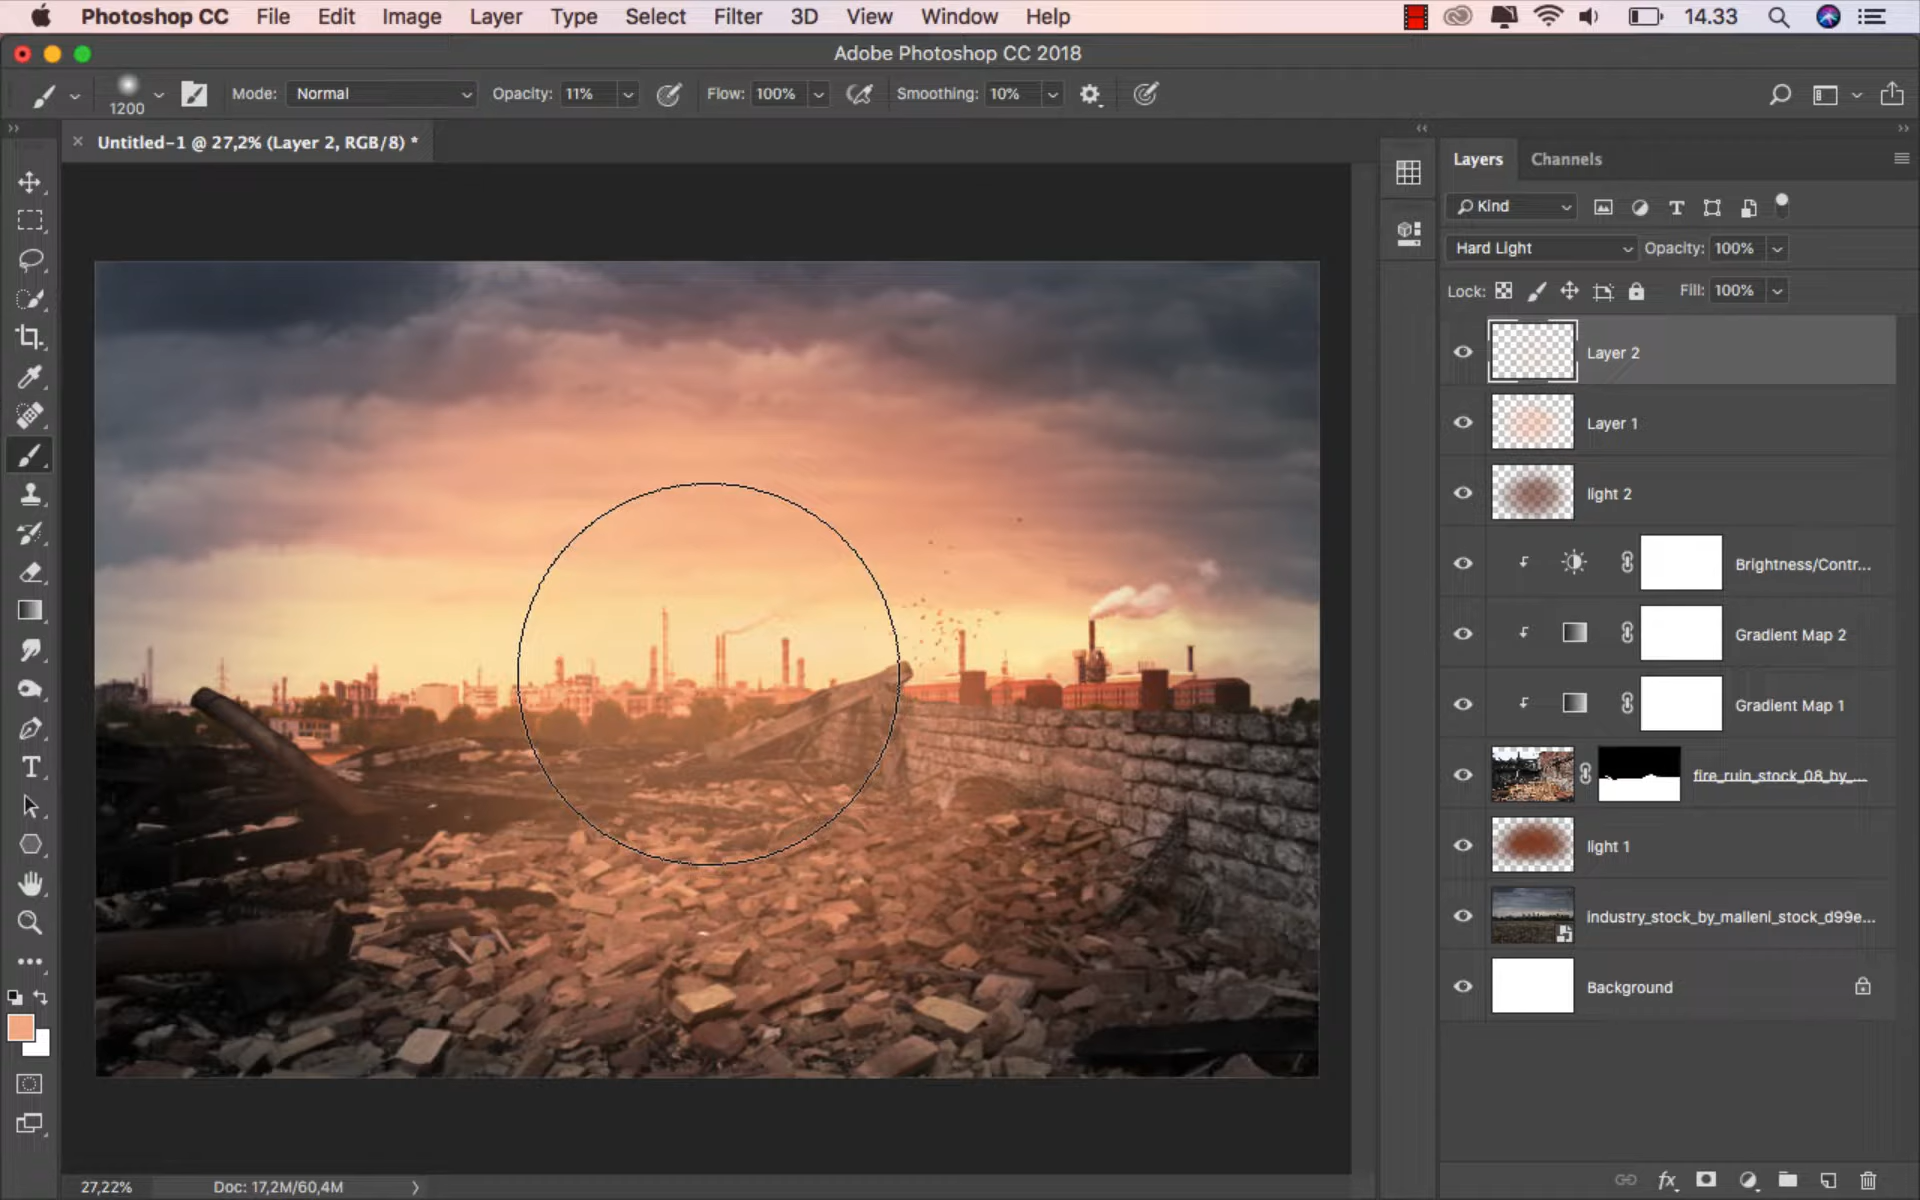 Photoshop CC File Edit Image Layer Type Select Filter 3D View Window Help 14.33
Adobe Photoshop CC 2018
1200 Mode: Normal Opacity: 11% Flow: 100% Smoothing: 10%
Untitled-1 @ 27,2% (Layer 2, RGB/8) *
Layers Channels
Kind
Hard Light Opacity: 100%
Lock: Fill: 100%
Layer 2
Layer 1
light 2
Brightness/Contr...
Gradient Map 2
Gradient Map 1
fire_ruin_stock_08_by_...
light 1
industry_stock_by_malleni_stock_d99e...
Background
27,22% Doc: 17,2M/60,4M